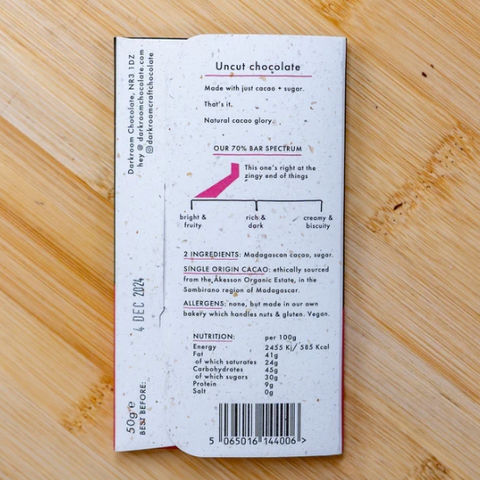 Uncut chocolate
Made with just cacao + sugar.
That's it.
Natural cacao glory.
OUR 70% BAR SPECTRUM
This one's right at the
zingy end of things
bright &
fruity
rich &
dark
creamy &
biscuity
2 INGREDIENTS: Madagascan cacao, sugar.
SINGLE ORIGIN CACAO: ethically sourced
from the Åkesson Organic Estate, in the
Sambirano region of Madagascar.
ALLERGENS: none, but made in our own
bakery which handles nuts & gluten. Vegan.
NUTRITION: per 100g
Energy 2455 Kj/ 585 Kcal
Fat 41g
of which saturates 24g
Carbohydrates 45g
of which sugars 30g
Protein 9g
Salt 0g
5 065016 144006 >
Darkroom Chocolate, NR3 1DZ
hey @ darkroomchocolate.com
darkroomcraftchocolate
4 DEC 2024
50g e
BEST BEFORE: